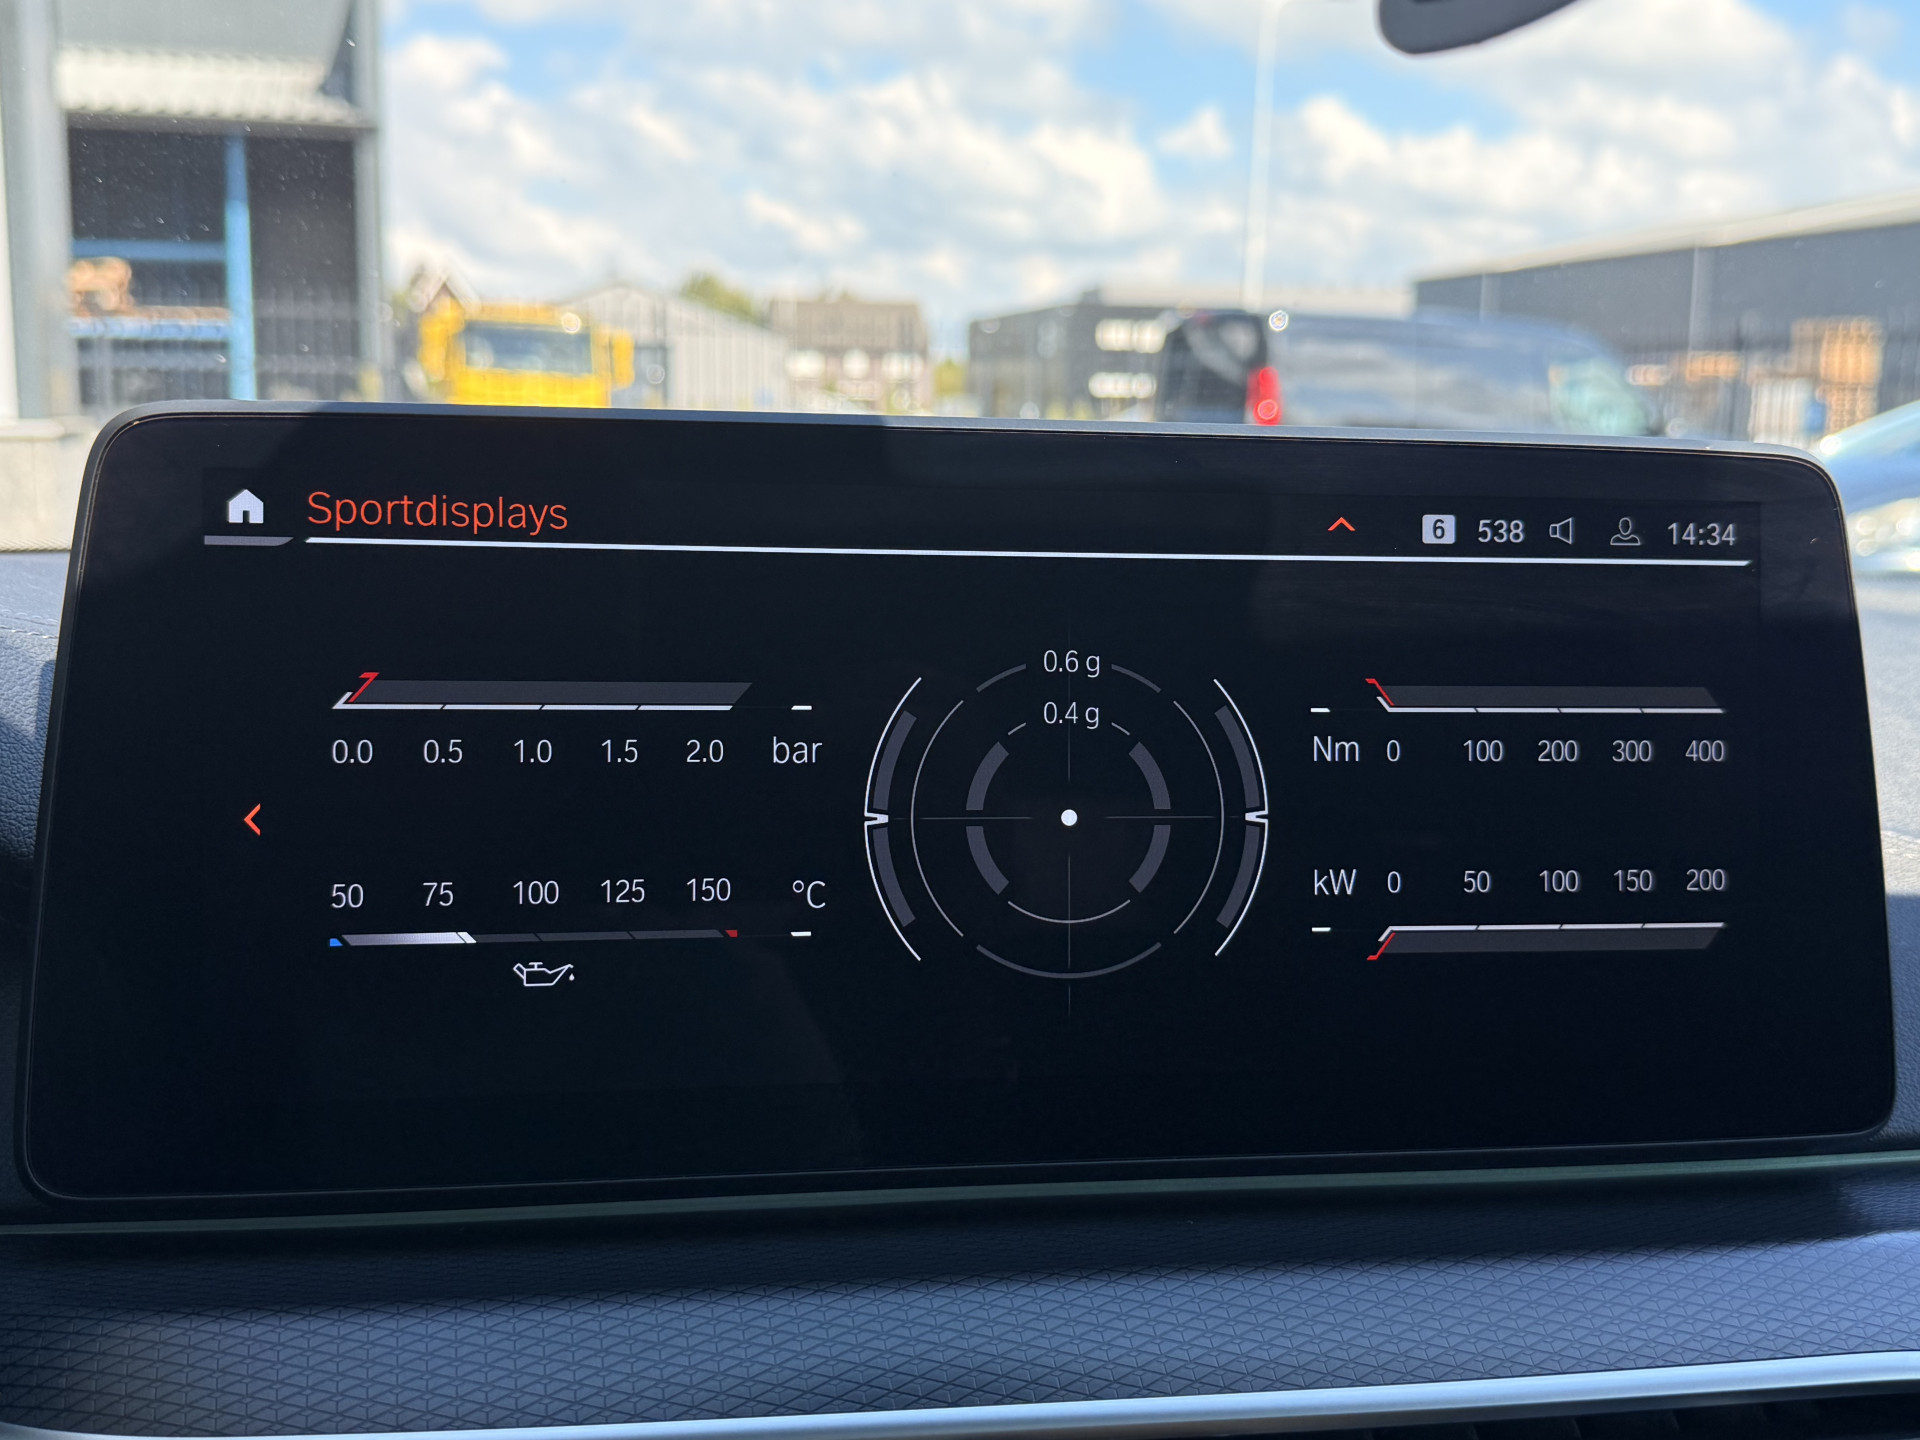 Sportdisplays
6 538 14:34
0.6 g
0.4 g
0.0 0.5 1.0 1.5 2.0 bar
Nm 0 100 200 300 400
50 75 100 125 150 °C
kW 0 50 100 150 200